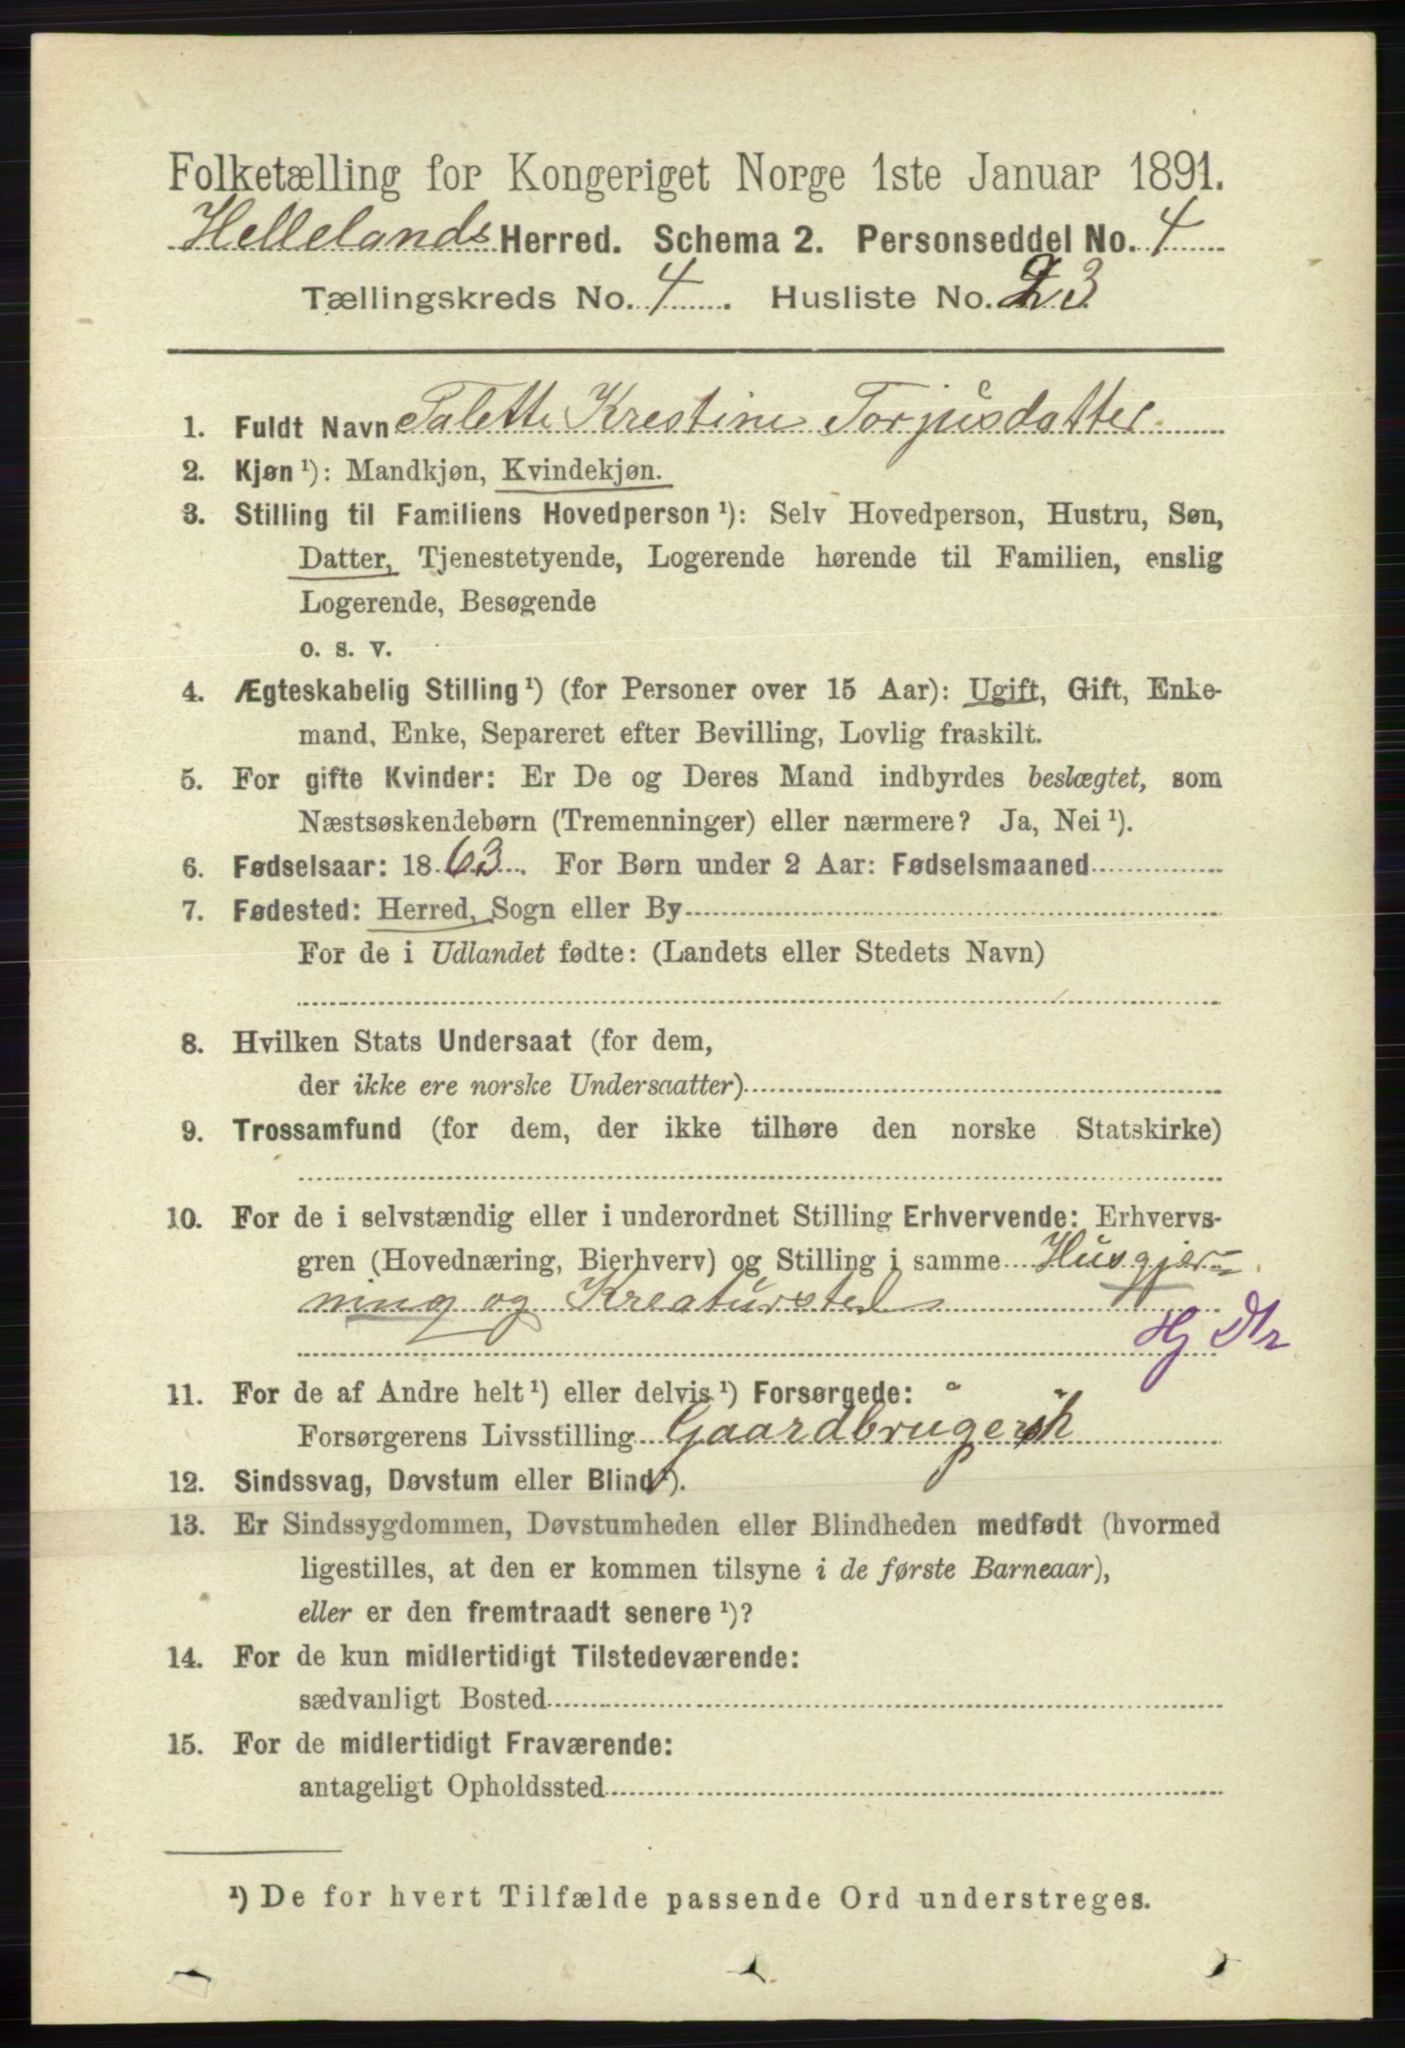 Folketælling for Kongeriget Norge 1ste Januar 1891.
Hellelands Herred. Schema 2. Personseddel No. 4
Tællingskreds No. 4. Husliste No. 23
1. Fuldt Navn Talette Krestine Torjusdatter
2. Kjøn ¹): Mandkjøn, Kvindekjøn.
3. Stilling til Familiens Hovedperson ¹): Selv Hovedperson, Hustru, Søn,
Datter, Tjenestetyende, Logerende hørende til Familien, enslig
Logerende, Besøgende
o. s. v.
4. Ægteskabelig Stilling ¹) (for Personer over 15 Aar): Ugift, Gift, Enke-
mand, Enke, Separeret efter Bevilling, Lovlig fraskilt.
5. For gifte Kvinder: Er De og Deres Mand indbyrdes beslægtet, som
Næstsøskendebørn (Tremenninger) eller nærmere? Ja, Nei ¹).
6. Fødselsaar: 1863. For Børn under 2 Aar: Fødselsmaaned
7. Fødested: Herred, Sogn eller By
For de i Udlandet fødte: (Landets eller Stedets Navn)
8. Hvilken Stats Undersaat (for dem,
der ikke ere norske Undersaatter)
9. Trossamfund (for dem, der ikke tilhøre den norske Statskirke)
10. For de i selvstændig eller i underordnet Stilling Erhvervende: Erhvervs-
gren (Hovednæring, Bierhverv) og Stilling i samme Husgjer-
ning og Kreaturstel
Hj Dtr
11. For de af Andre helt ¹) eller delvis ¹) Forsørgede:
Forsørgerens Livsstilling Gaardbruger
12. Sindssvag, Døvstum eller Blind ¹).
13. Er Sindssygdommen, Døvstumheden eller Blindheden medfødt (hvormed
ligestilles, at den er kommen tilsyne i de første Barneaar),
eller er den fremtraadt senere ¹)?
14. For de kun midlertidigt Tilstedeværende:
sædvanligt Bosted
15. For de midlertidigt Fraværende:
antageligt Opholdssted
¹) De for hvert Tilfælde passende Ord understreges.